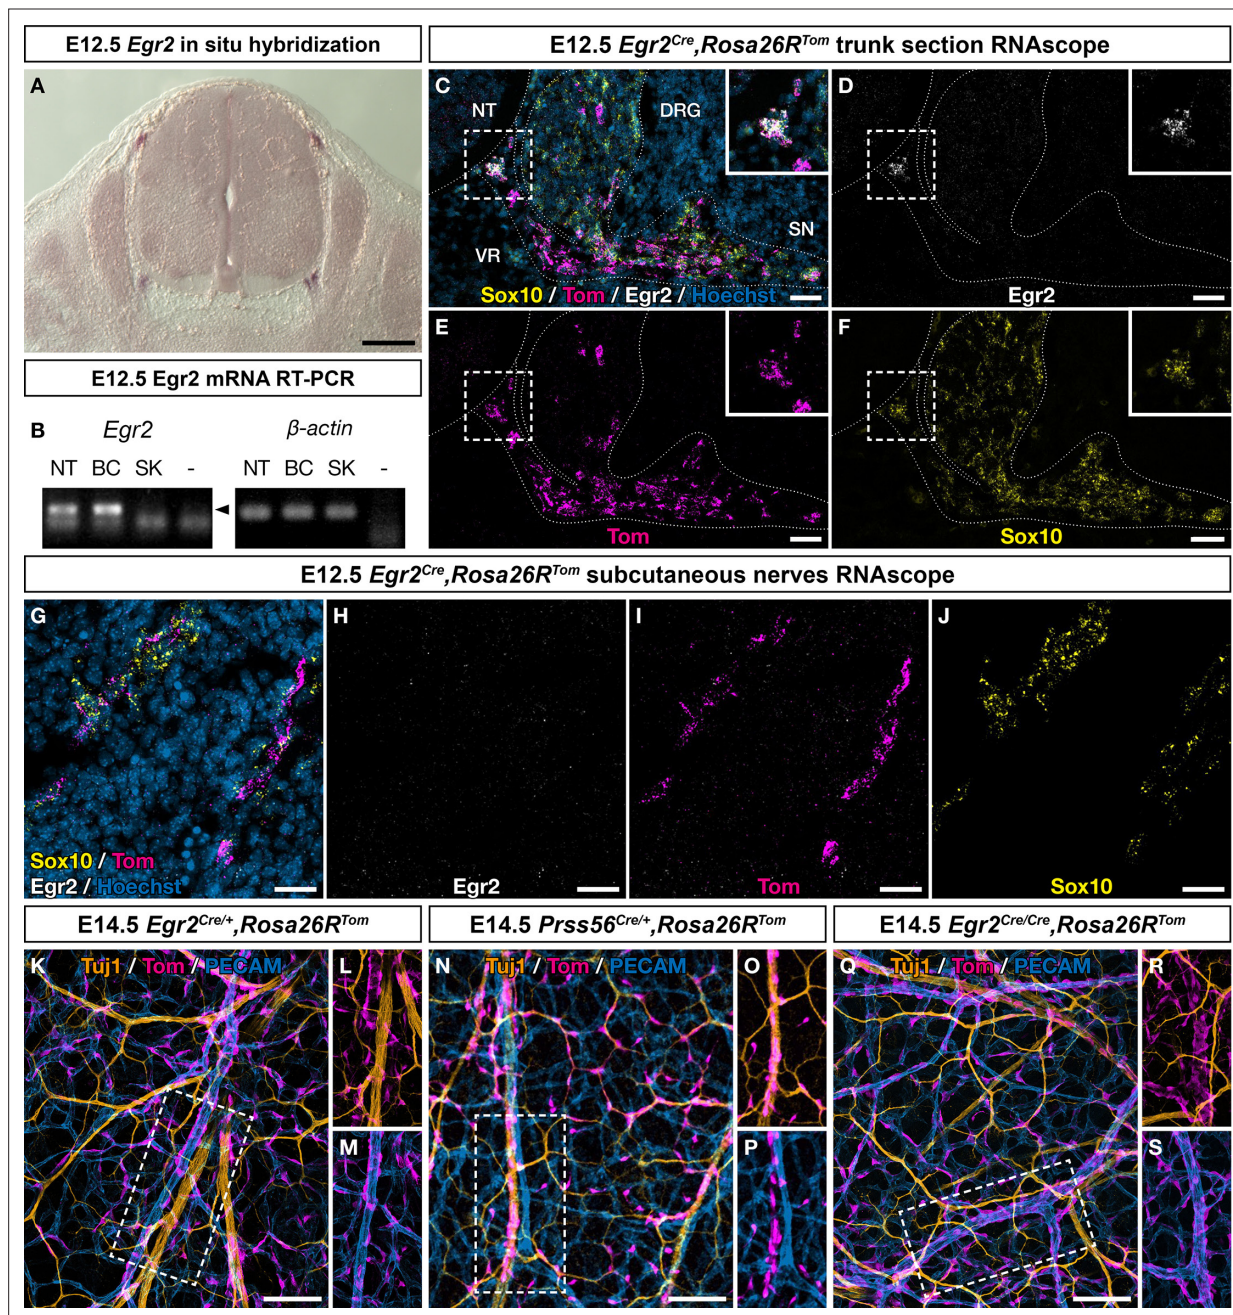 E12.5 Egr2 in situ hybridization
E12.5 Egr2Cre,Rosa26RTom trunk section RNAscope
A
C
NT
DRG
VR
SN
Sox10 / Tom / Egr2 / Hoechst
D
Egr2
E12.5 Egr2 mRNA RT-PCR
B
Egr2
β-actin
NT BC SK -
NT BC SK -
E
Tom
F
Sox10
E12.5 Egr2Cre,Rosa26RTom subcutaneous nerves RNAscope
G
Sox10 / Tom
Egr2 / Hoechst
H
Egr2
I
Tom
J
Sox10
E14.5 Egr2Cre/+,Rosa26RTom
E14.5 Prss56Cre/+,Rosa26RTom
E14.5 Egr2Cre/Cre,Rosa26RTom
K
Tuj1 / Tom / PECAM
L
M
N
Tuj1 / Tom / PECAM
O
P
Q
Tuj1 / Tom / PECAM
R
S